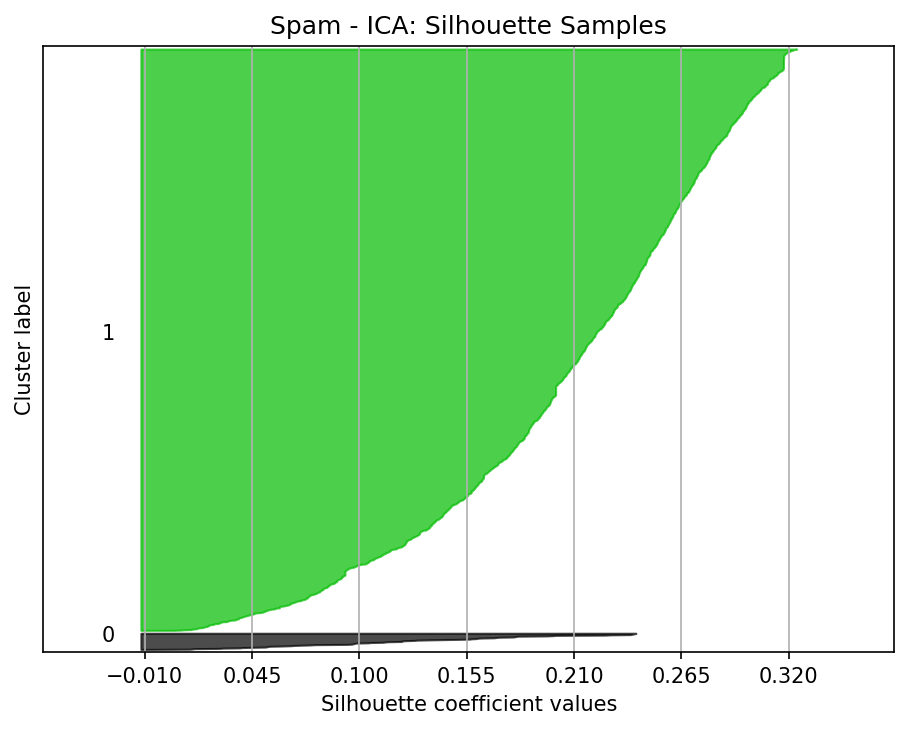 Spam - ICA: Silhouette Samples
Cluster label
1
0
−0.010 0.045 0.100 0.155 0.210 0.265 0.320
Silhouette coefficient values